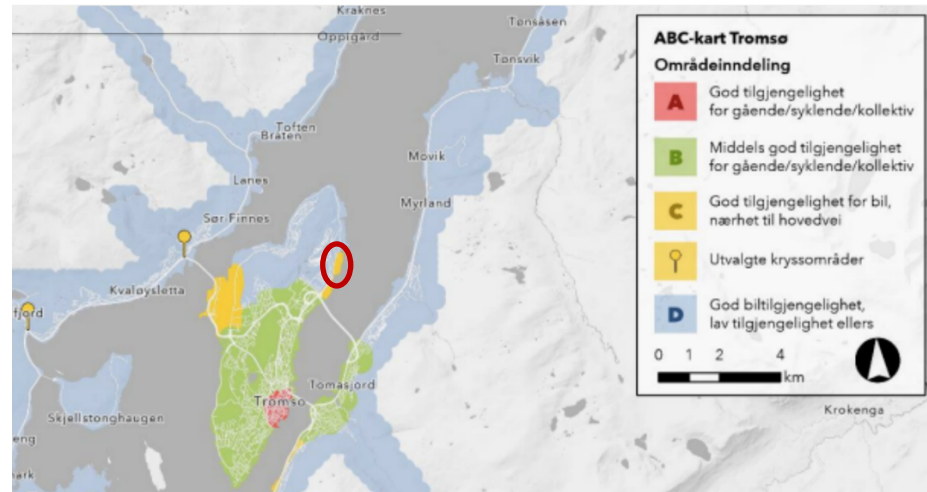 Kraknes
Oppigård
Tønsåsen
Tønsvik
Toften
Bråten
Lanes
Movik
Myrland
Sør Finnes
Kvaløysletta
fjord
Tomasjord
Tromsø
Skjellstonghaugen
eng
mark
ABC-kart Tromsø
Områdeinndeling
A
God tilgjengelighet
for gående/syklende/kollektiv
B
Middels god tilgjengelighet
for gående/syklende/kollektiv
C
God tilgjengelighet for bil,
nærhet til hovedvei
Utvalgte kryssområder
D
God biltilgjengelighet,
lav tilgjengelighet ellers
0 1 2 4
km
Krokenga